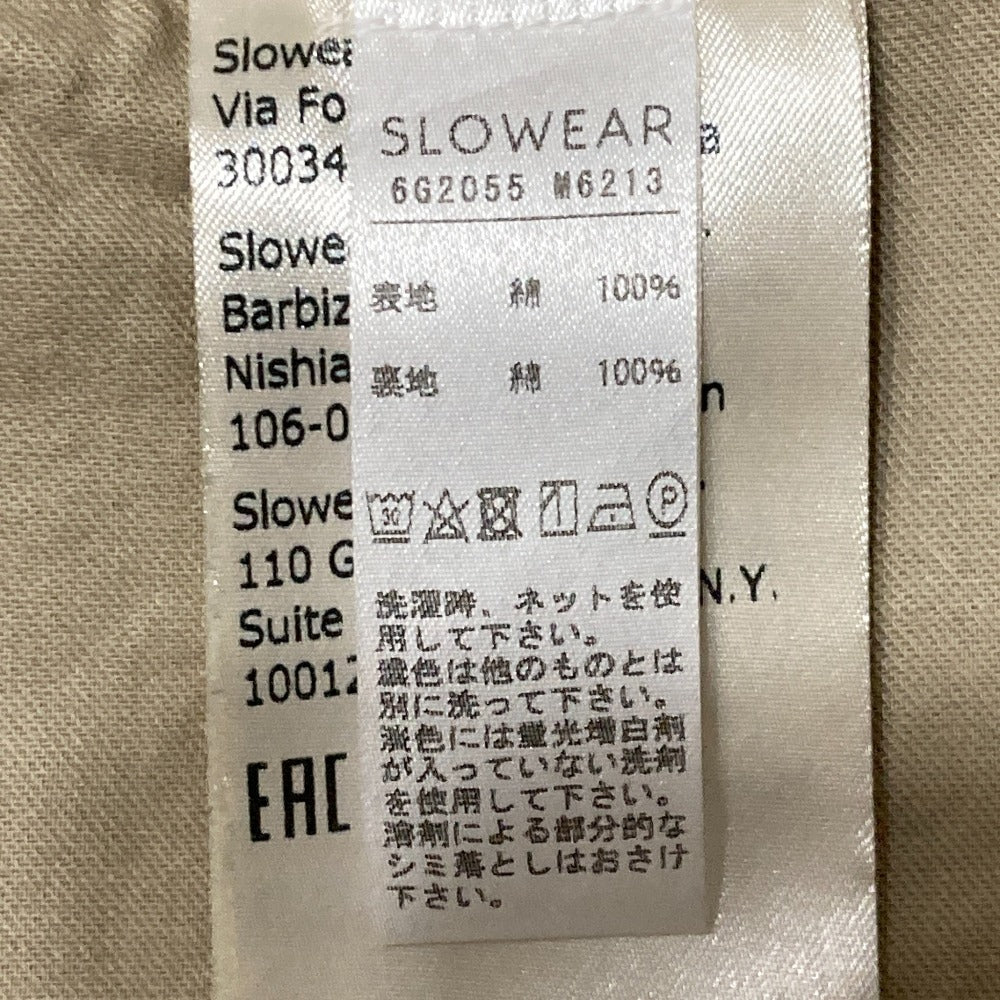 Slowear
Via Fo
30034
a
Slowe
Barbiz
Nishia
106-0
n
Slowe
110 G
Suite
10012
N.Y.
EAC
SLOWEAR
6G2055 M6213
表地 綿 100%
裏地 綿 100%
30
P
洗濯時、ネットを使
用して下さい。
濃色は他のものとは
別に洗って下さい。
淡色には蛍光増白剤
が入っていない洗剤
を使用して下さい。
溶剤による部分的な
シミ落としはおさけ
下さい。